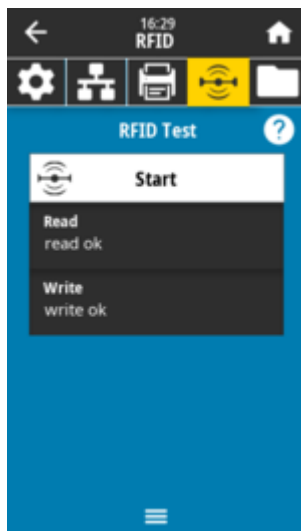 16:29
RFID
RFID Test
?
Start
Read
read ok
Write
write ok